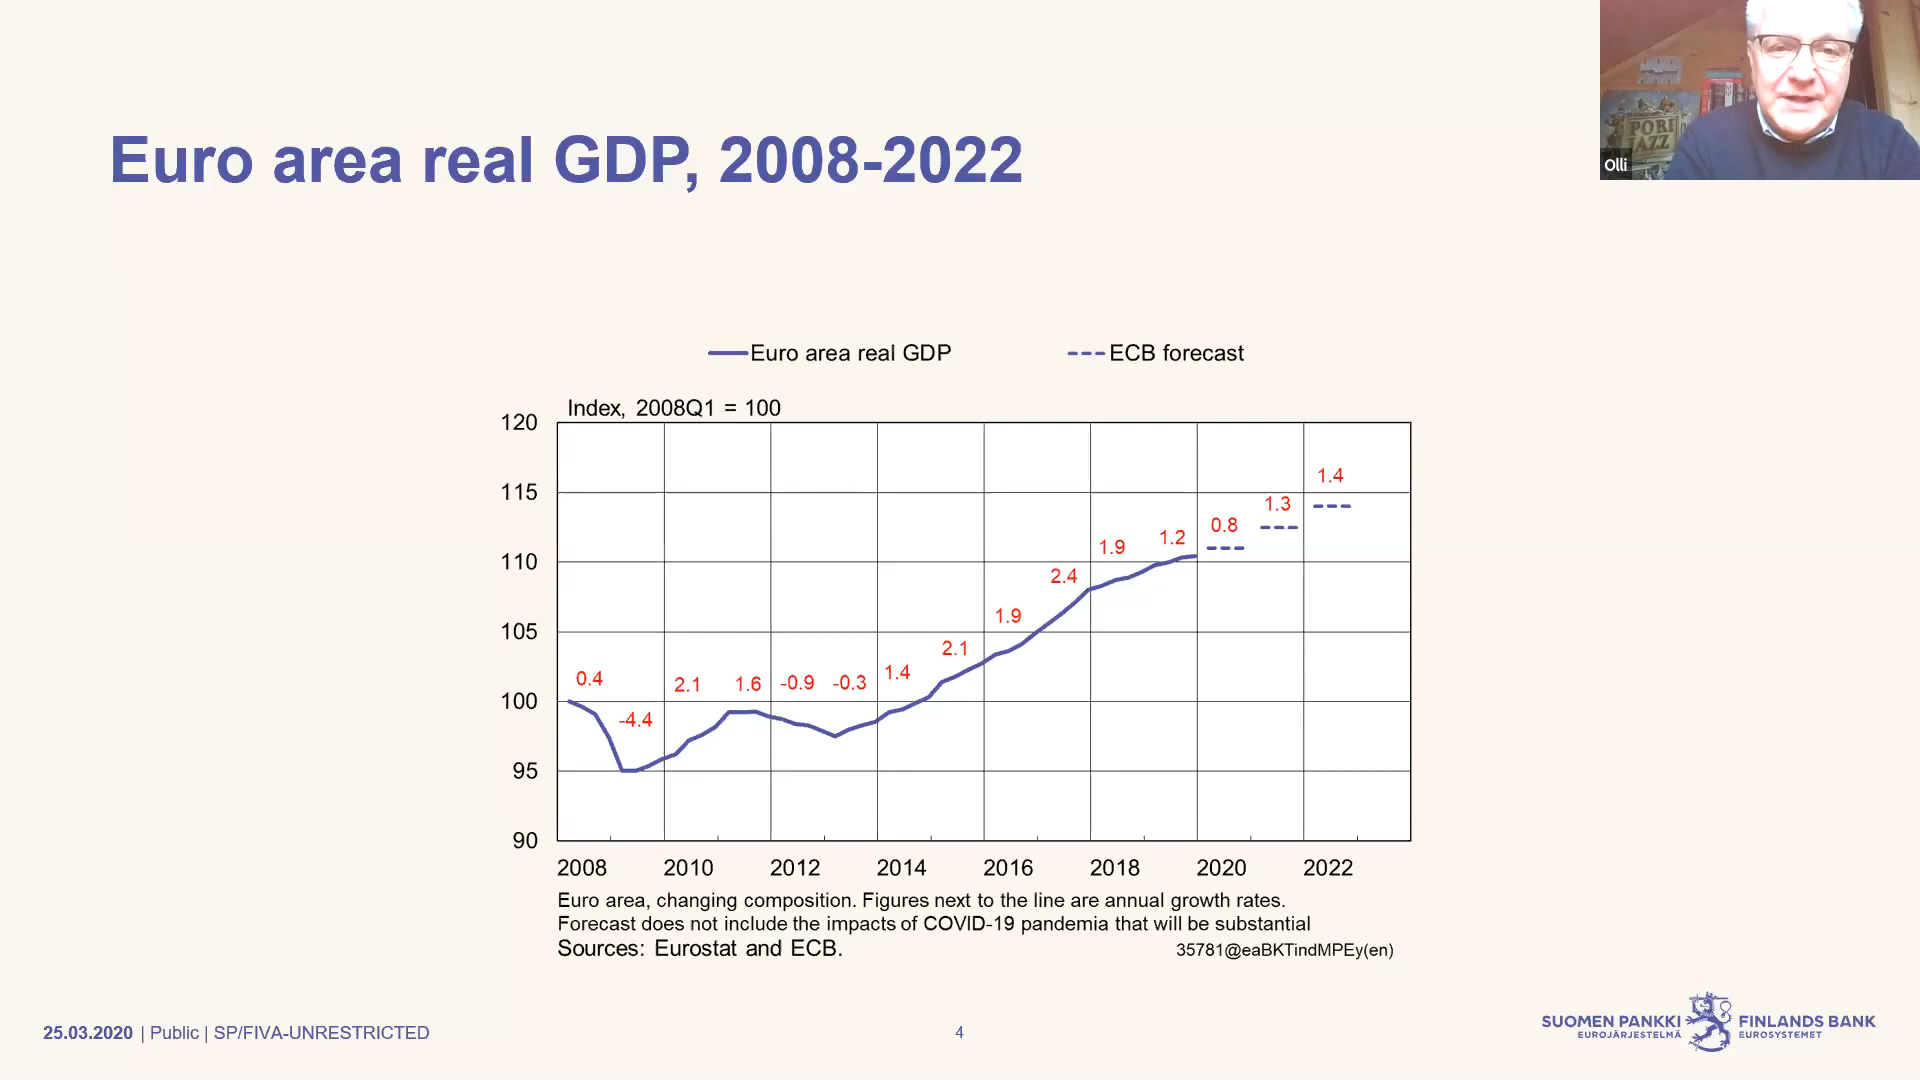 Euro area real GDP, 2008-2022
PORI
JAZZ
Olli
Euro area real GDP
ECB forecast
Index, 2008Q1 = 100
120
115
110
105
100
95
90
0.4
-4.4
2.1
1.6
-0.9
-0.3
1.4
2.1
1.9
2.4
1.9
1.2
0.8
1.3
1.4
2008 2010 2012 2014 2016 2018 2020 2022
Euro area, changing composition. Figures next to the line are annual growth rates.
Forecast does not include the impacts of COVID-19 pandemia that will be substantial
Sources: Eurostat and ECB.
35781@eaBKTindMPEy(en)
25.03.2020 | Public | SP/FIVA-UNRESTRICTED
4
SUOMEN PANKKI
EUROJÄRJESTELMÄ
FINLANDS BANK
EUROSYSTEMET